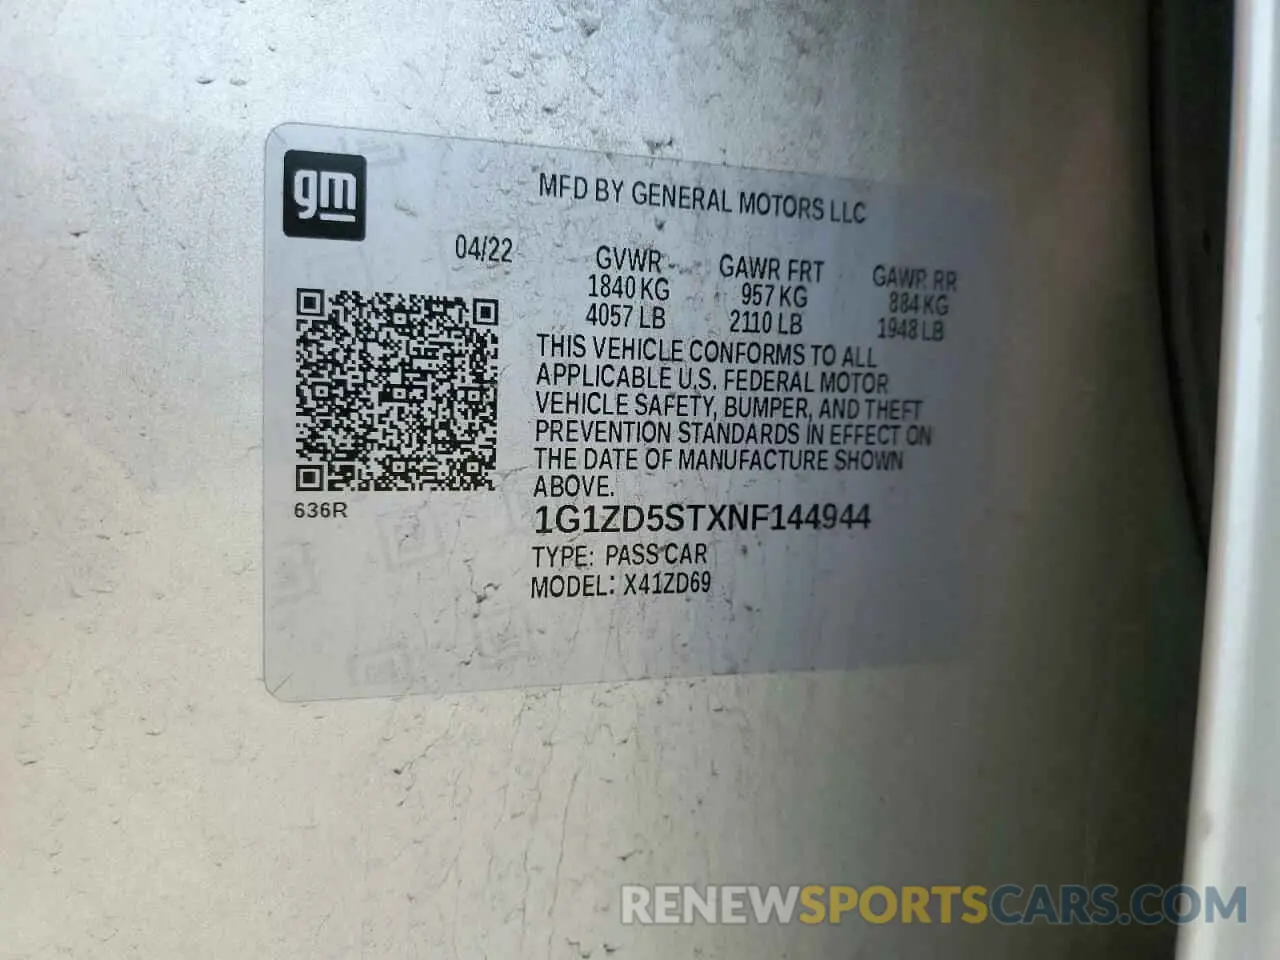 gm
MFD BY GENERAL MOTORS LLC
04/22
GVWR GAWR FRT GAWR RR
1840 KG 957 KG 884 KG
4057 LB 2110 LB 1948 LB
THIS VEHICLE CONFORMS TO ALL
APPLICABLE U.S. FEDERAL MOTOR
VEHICLE SAFETY, BUMPER, AND THEFT
PREVENTION STANDARDS IN EFFECT ON
THE DATE OF MANUFACTURE SHOWN
ABOVE.
636R
1G1ZD5STXNF144944
TYPE: PASS CAR
MODEL: X41ZD69
RENEWSPORTSCARS.COM